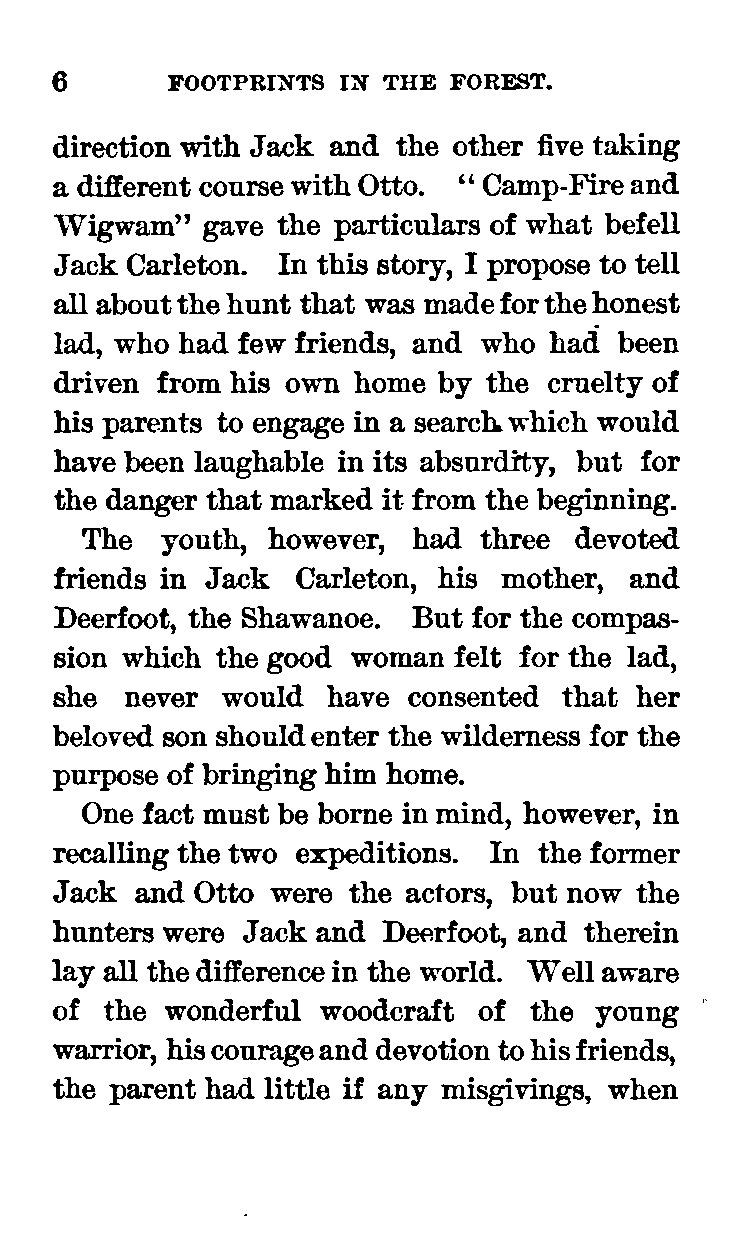 6 FOOTPRINTS IN THE FOREST.
direction with Jack and the other five taking
a different course with Otto. "Camp-Fire and
Wigwam" gave the particulars of what befell
Jack Carleton. In this story, I propose to tell
all about the hunt that was made for the honest
lad, who had few friends, and who had been
driven from his own home by the cruelty of
his parents to engage in a search which would
have been laughable in its absurdity, but for
the danger that marked it from the beginning.
The youth, however, had three devoted
friends in Jack Carleton, his mother, and
Deerfoot, the Shawanoe. But for the compas-
sion which the good woman felt for the lad,
she never would have consented that her
beloved son should enter the wilderness for the
purpose of bringing him home.
One fact must be borne in mind, however, in
recalling the two expeditions. In the former
Jack and Otto were the actors, but now the
hunters were Jack and Deerfoot, and therein
lay all the difference in the world. Well aware
of the wonderful woodcraft of the young
warrior, his courage and devotion to his friends,
the parent had little if any misgivings, when